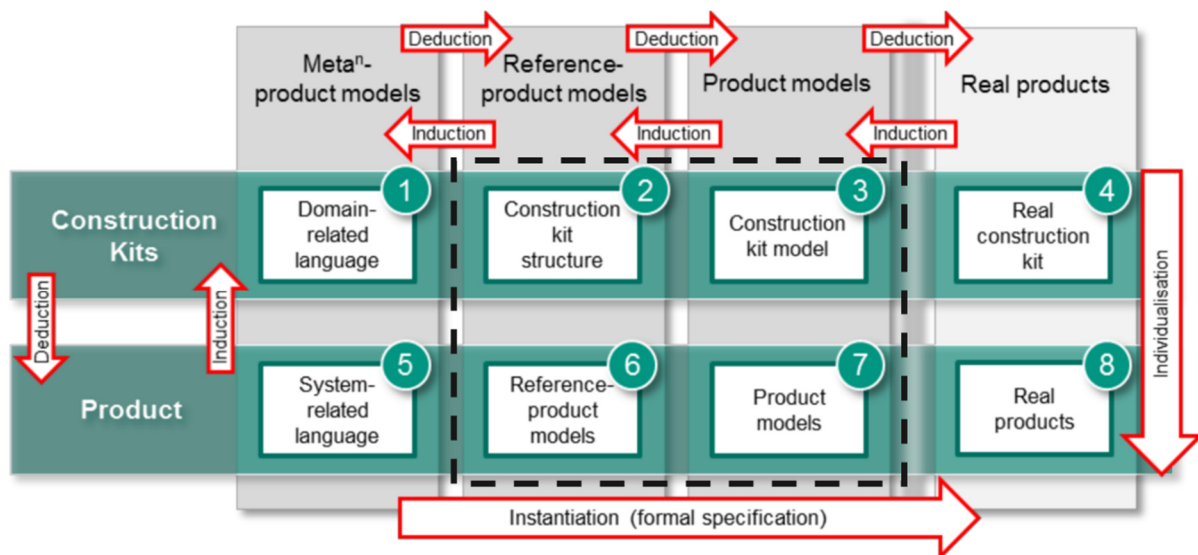 Deduction
Deduction
Deduction
Metaⁿ-
product models
Reference-
product models
Product models
Real products
Induction
Induction
Induction
Construction
Kits
1
Domain-
related
language
2
Construction
kit
structure
3
Construction
kit model
4
Real
construction
kit
Deduction
Induction
Individualisation
Product
5
System-
related
language
6
Reference-
product
models
7
Product
models
8
Real
products
Instantiation (formal specification)